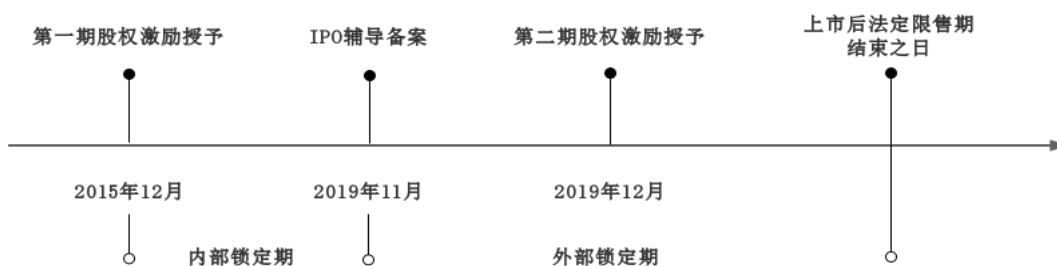 第一期股权激励授予
IPO辅导备案
第二期股权激励授予
上市后法定限售期
结束之日
2015年12月
2019年11月
2019年12月
内部锁定期
外部锁定期